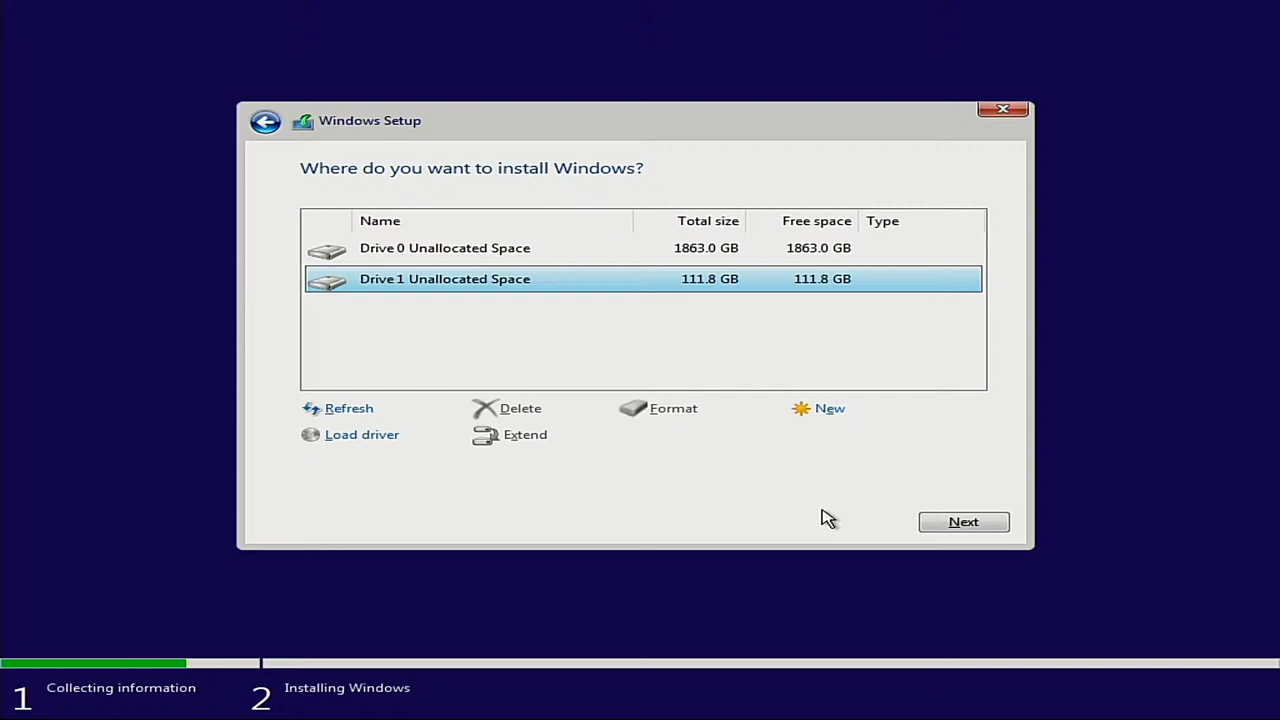 Windows Setup
Where do you want to install Windows?
Name Total size Free space Type
Drive 0 Unallocated Space 1863.0 GB 1863.0 GB
Drive 1 Unallocated Space 111.8 GB 111.8 GB
Refresh Delete Format New
Load driver Extend
Next
1 Collecting information 2 Installing Windows